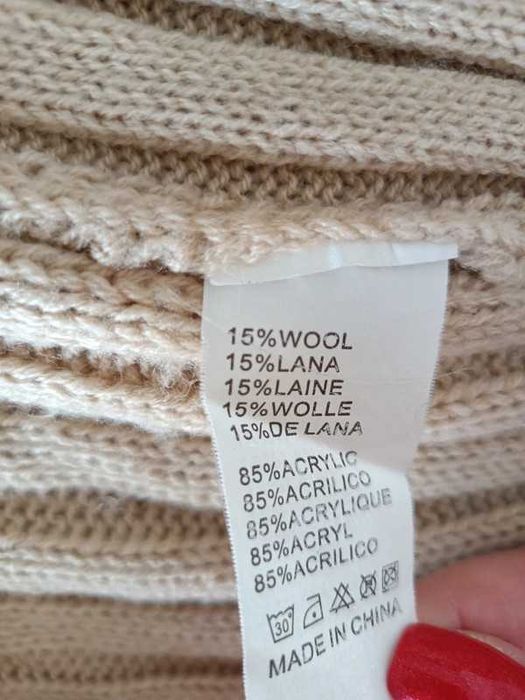 15%WOOL
15%LANA
15%LAINE
15%WOLLE
15%DE LANA
85%ACRYLIC
85%ACRILICO
85%ACRYLIQUE
85%ACRYL
85%ACRILICO
30°
MADE IN CHINA